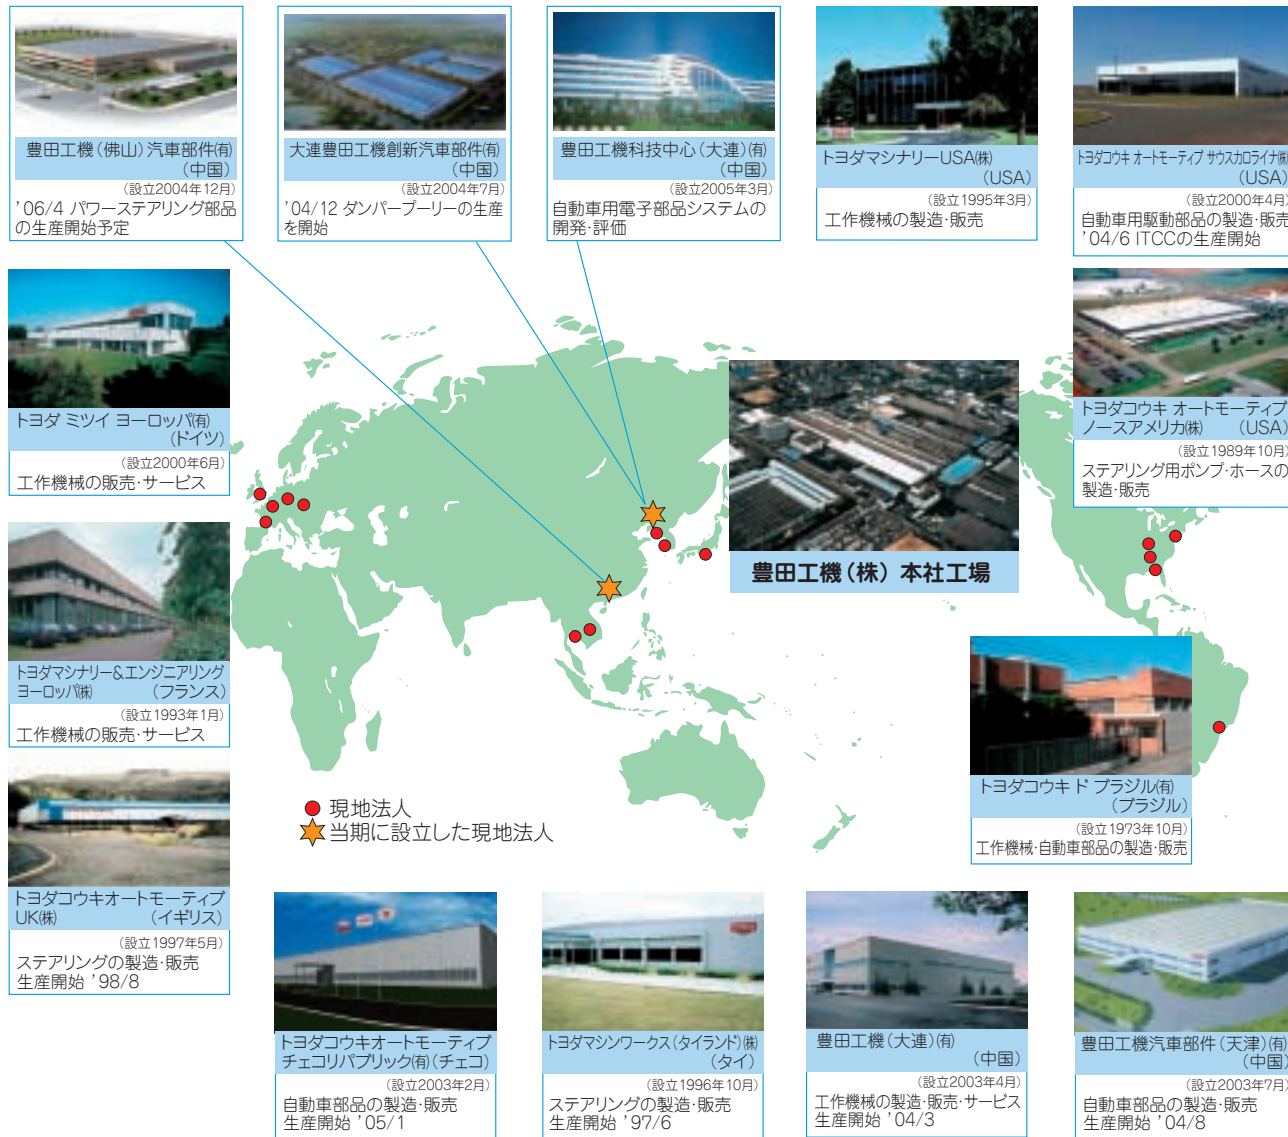 豊田工機(佛山)汽車部件㈲
(中国)
(設立2004年12月)
’06/4 パワーステアリング部品
の生産開始予定
大連豊田工機創新汽車部件㈲
(中国)
(設立2004年7月)
’04/12 ダンパープーリーの生産
を開始
豊田工機科技中心(大連)㈲
(中国)
(設立2005年3月)
自動車用電子部品システムの
開発・評価
トヨダマシナリーUSA㈱
(USA)
(設立1995年3月)
工作機械の製造・販売
トヨダコウキ オートモーティブ サウスカロライナ㈱
(USA)
(設立2000年4月)
自動車用駆動部品の製造・販売
’04/6 ITCCの生産開始
トヨダ ミツイ ヨーロッパ㈲
(ドイツ)
(設立2000年6月)
工作機械の販売・サービス
トヨダコウキ オートモーティブ
ノースアメリカ㈱ (USA)
(設立1989年10月)
ステアリング用ポンプ・ホースの
製造・販売
豊田工機(株) 本社工場
トヨダマシナリー&エンジニアリング
ヨーロッパ㈱ (フランス)
(設立1993年1月)
工作機械の販売・サービス
トヨダコウキ ド ブラジル㈲
(ブラジル)
(設立1973年10月)
工作機械・自動車部品の製造・販売
現地法人
当期に設立した現地法人
トヨダコウキオートモーティブ
UK㈱ (イギリス)
(設立1997年5月)
ステアリングの製造・販売
生産開始 ’98/8
トヨダコウキオートモーティブ
チェコリパブリック㈲(チェコ)
(設立2003年2月)
自動車部品の製造・販売
生産開始 ’05/1
トヨダマシンワークス(タイランド)㈱
(タイ)
(設立1996年10月)
ステアリングの製造・販売
生産開始 ’97/6
豊田工機(大連)㈲
(中国)
(設立2003年4月)
工作機械の製造・販売・サービス
生産開始 ’04/3
豊田工機汽車部件(天津)㈲
(中国)
(設立2003年7月)
自動車部品の製造・販売
生産開始 ’04/8